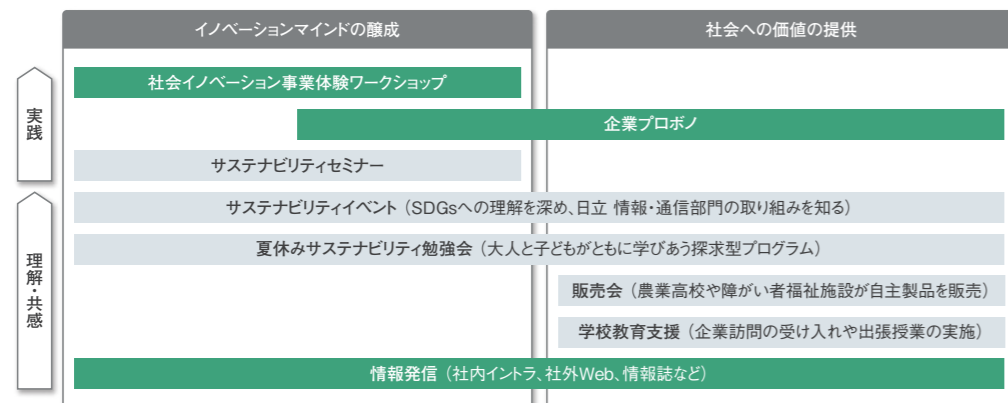 イノベーションマインドの醸成
社会への価値の提供
実践
社会イノベーション事業体験ワークショップ
企業プロボノ
サステナビリティセミナー
理解・共感
サステナビリティイベント（SDGsへの理解を深め、日立 情報・通信部門の取り組みを知る）
夏休みサステナビリティ勉強会（大人と子どもがともに学びあう探求型プログラム）
販売会（農業高校や障がい者福祉施設が自主製品を販売）
学校教育支援（企業訪問の受け入れや出張授業の実施）
情報発信（社内イントラ、社外Web、情報誌など）